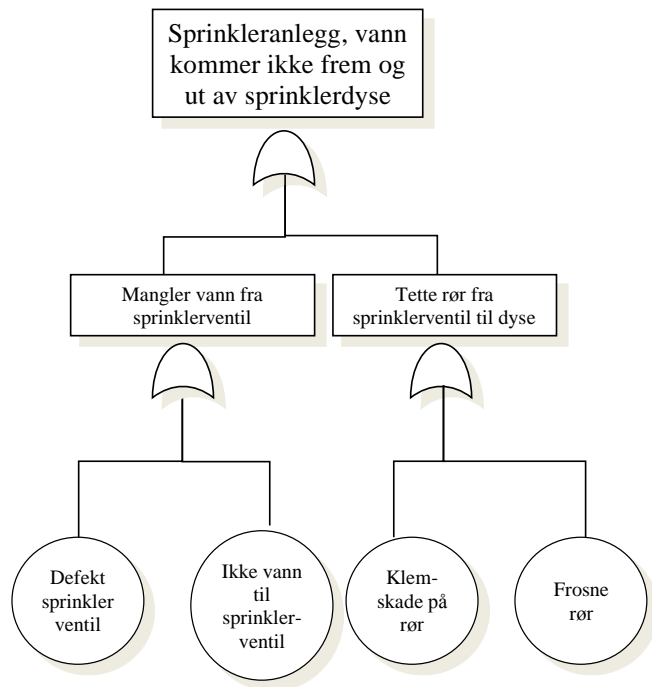 Sprinkleranlegg, vann
kommer ikke frem og
ut av sprinklerdyse
Mangler vann fra
sprinklerventil
Tette rør fra
sprinklerventil til dyse
Defekt
sprinkler
ventil
Ikke vann
til
sprinkler-
ventil
Klem-
skade på
rør
Frosne
rør